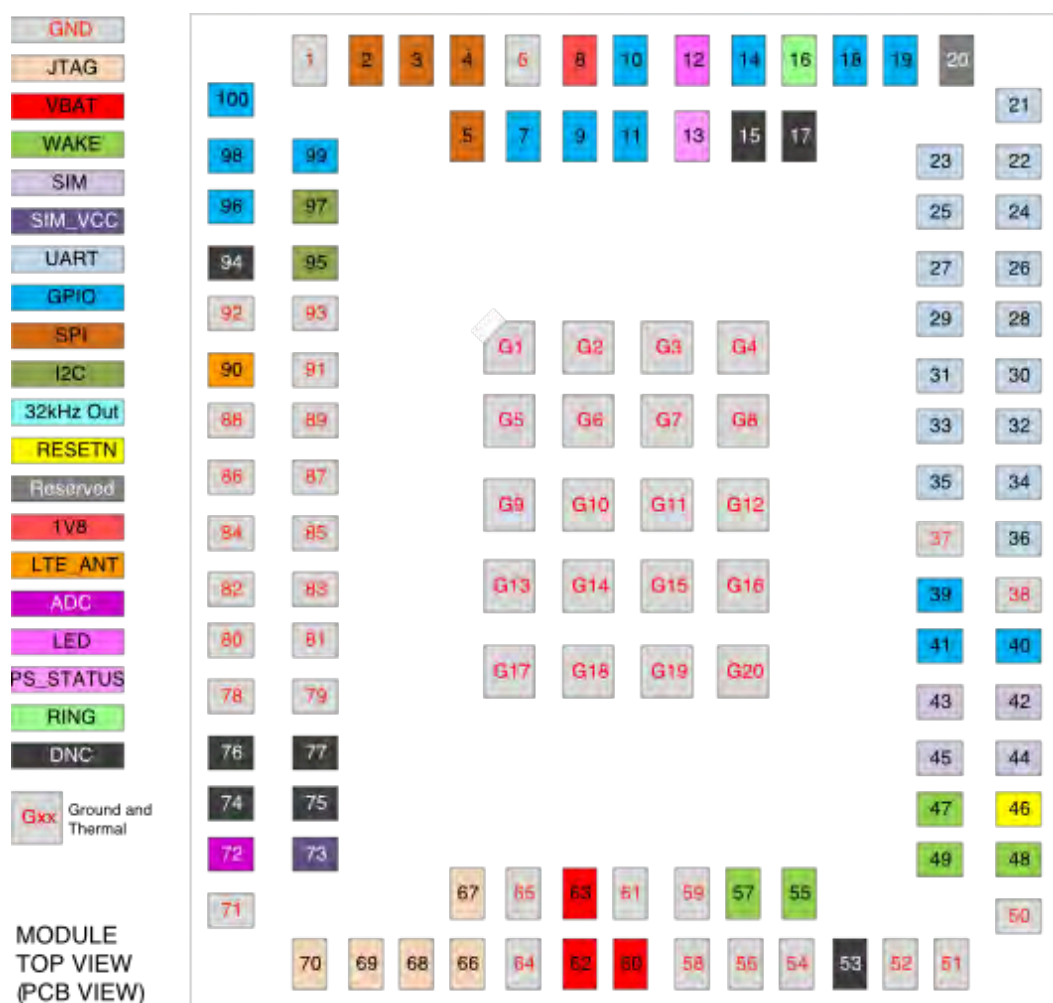 GND
JTAG
VBAT
WAKE
SIM
SIM_VCC
UART
GPIO
SPI
I2C
32kHz Out
RESETN
Reserved
1V8
LTE_ANT
ADC
LED
PS_STATUS
RING
DNC
Gxx Ground and
Thermal
MODULE
TOP VIEW
(PCB VIEW)
1 2 3 4 6 8 10 12 14 16 18 19 20
5 7 9 11 13 15 17
100 21
98 99 23 22
96 97 25 24
94 95 27 26
92 93 29 28
90 91 31 30
88 89 33 32
86 87 35 34
84 85 37 36
82 83 39 38
80 81 41 40
78 79 43 42
76 77 45 44
74 75 47 46
72 73 49 48
71 50
G1 G2 G3 G4
G5 G6 G7 G8
G9 G10 G11 G12
G13 G14 G15 G16
G17 G18 G19 G20
67 65 63 61 59 57 55
70 69 68 66 64 62 60 58 55 54 53 52 51